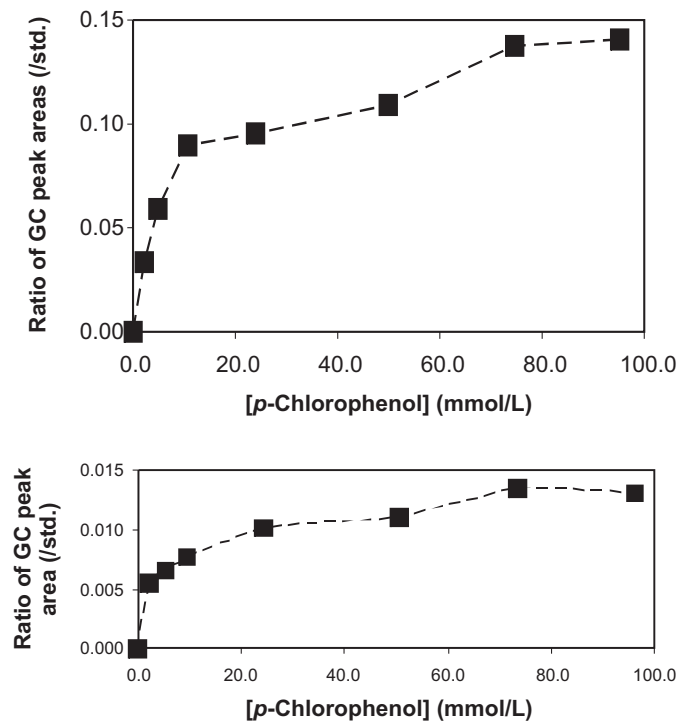 Ratio of GC peak areas (/std.)
0.15
0.10
0.05
0.00
0.0 20.0 40.0 60.0 80.0 100.0
[p-Chlorophenol] (mmol/L)
Ratio of GC peak
area (/std.)
0.015
0.010
0.005
0.000
0.0 20.0 40.0 60.0 80.0 100.0
[p-Chlorophenol] (mmol/L)